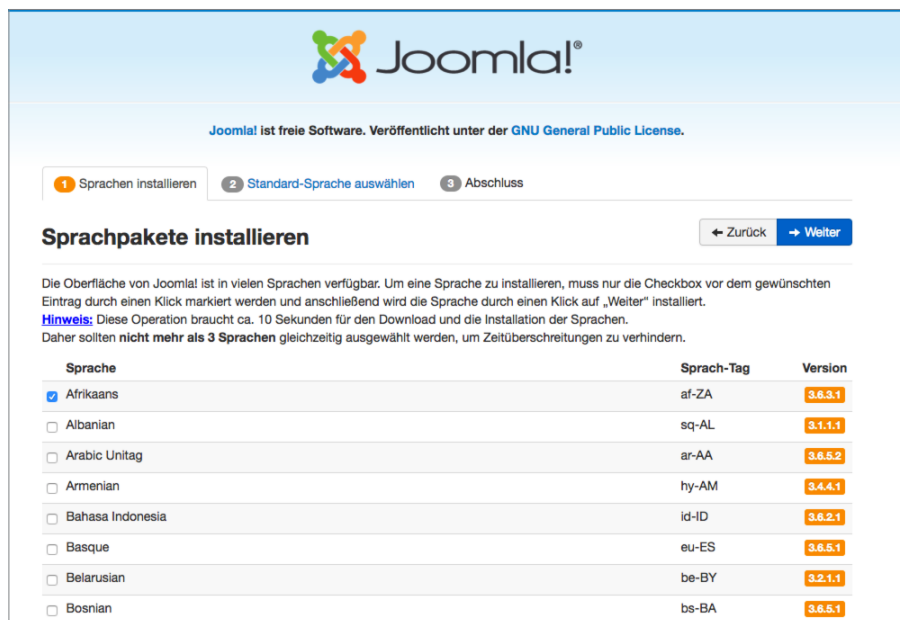 Joomla!®
Joomla! ist freie Software. Veröffentlicht unter der GNU General Public License.
1 Sprachen installieren 2 Standard-Sprache auswählen 3 Abschluss
Sprachpakete installieren
← Zurück → Weiter
Die Oberfläche von Joomla! ist in vielen Sprachen verfügbar. Um eine Sprache zu installieren, muss nur die Checkbox vor dem gewünschten
Eintrag durch einen Klick markiert werden und anschließend wird die Sprache durch einen Klick auf „Weiter“ installiert.
Hinweis: Diese Operation braucht ca. 10 Sekunden für den Download und die Installation der Sprachen.
Daher sollten nicht mehr als 3 Sprachen gleichzeitig ausgewählt werden, um Zeitüberschreitungen zu verhindern.
Sprache Sprach-Tag Version
Afrikaans af-ZA 3.6.3.1
Albanian sq-AL 3.1.1.1
Arabic Unitag ar-AA 3.6.5.2
Armenian hy-AM 3.4.4.1
Bahasa Indonesia id-ID 3.6.2.1
Basque eu-ES 3.6.5.1
Belarusian be-BY 3.2.1.1
Bosnian bs-BA 3.6.5.1